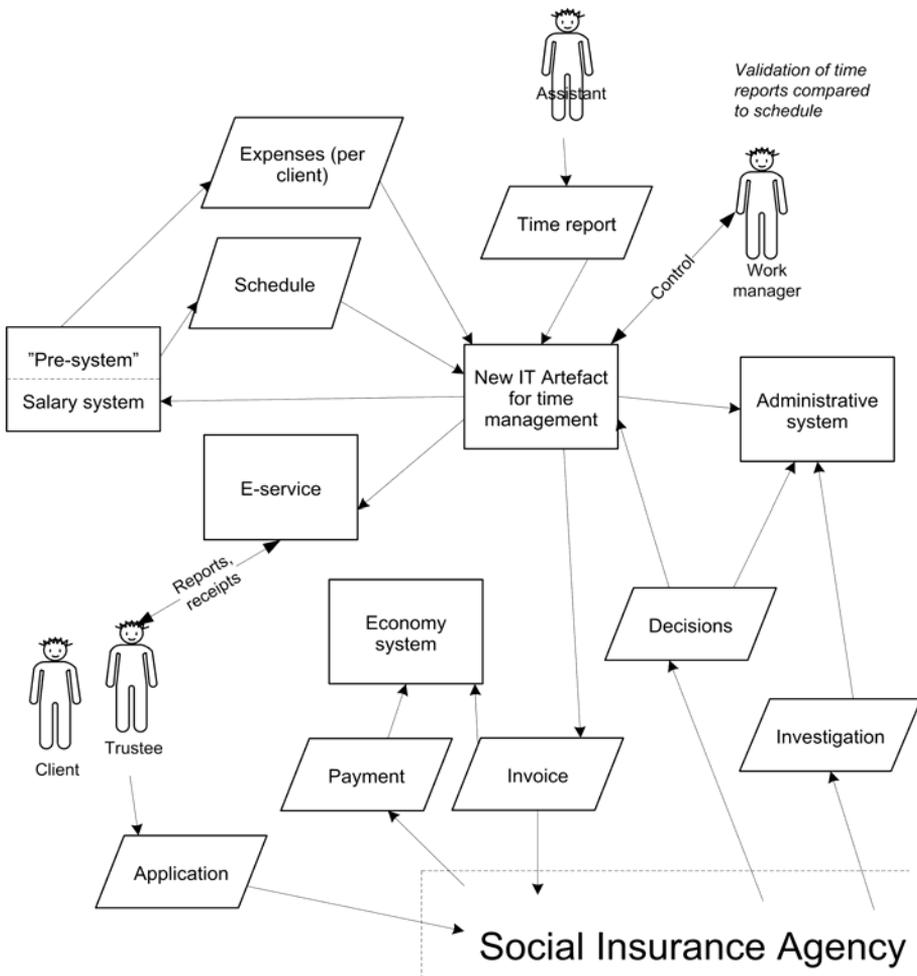 Assistant
Validation of time
reports compared
to schedule
Expenses (per
client)
Time report
Control
Work
manager
Schedule
”Pre-system”
Salary system
New IT Artefact
for time
management
Administrative
system
E-service
Reports,
receipts
Economy
system
Decisions
Client
Trustee
Payment
Invoice
Investigation
Application
Social Insurance Agency